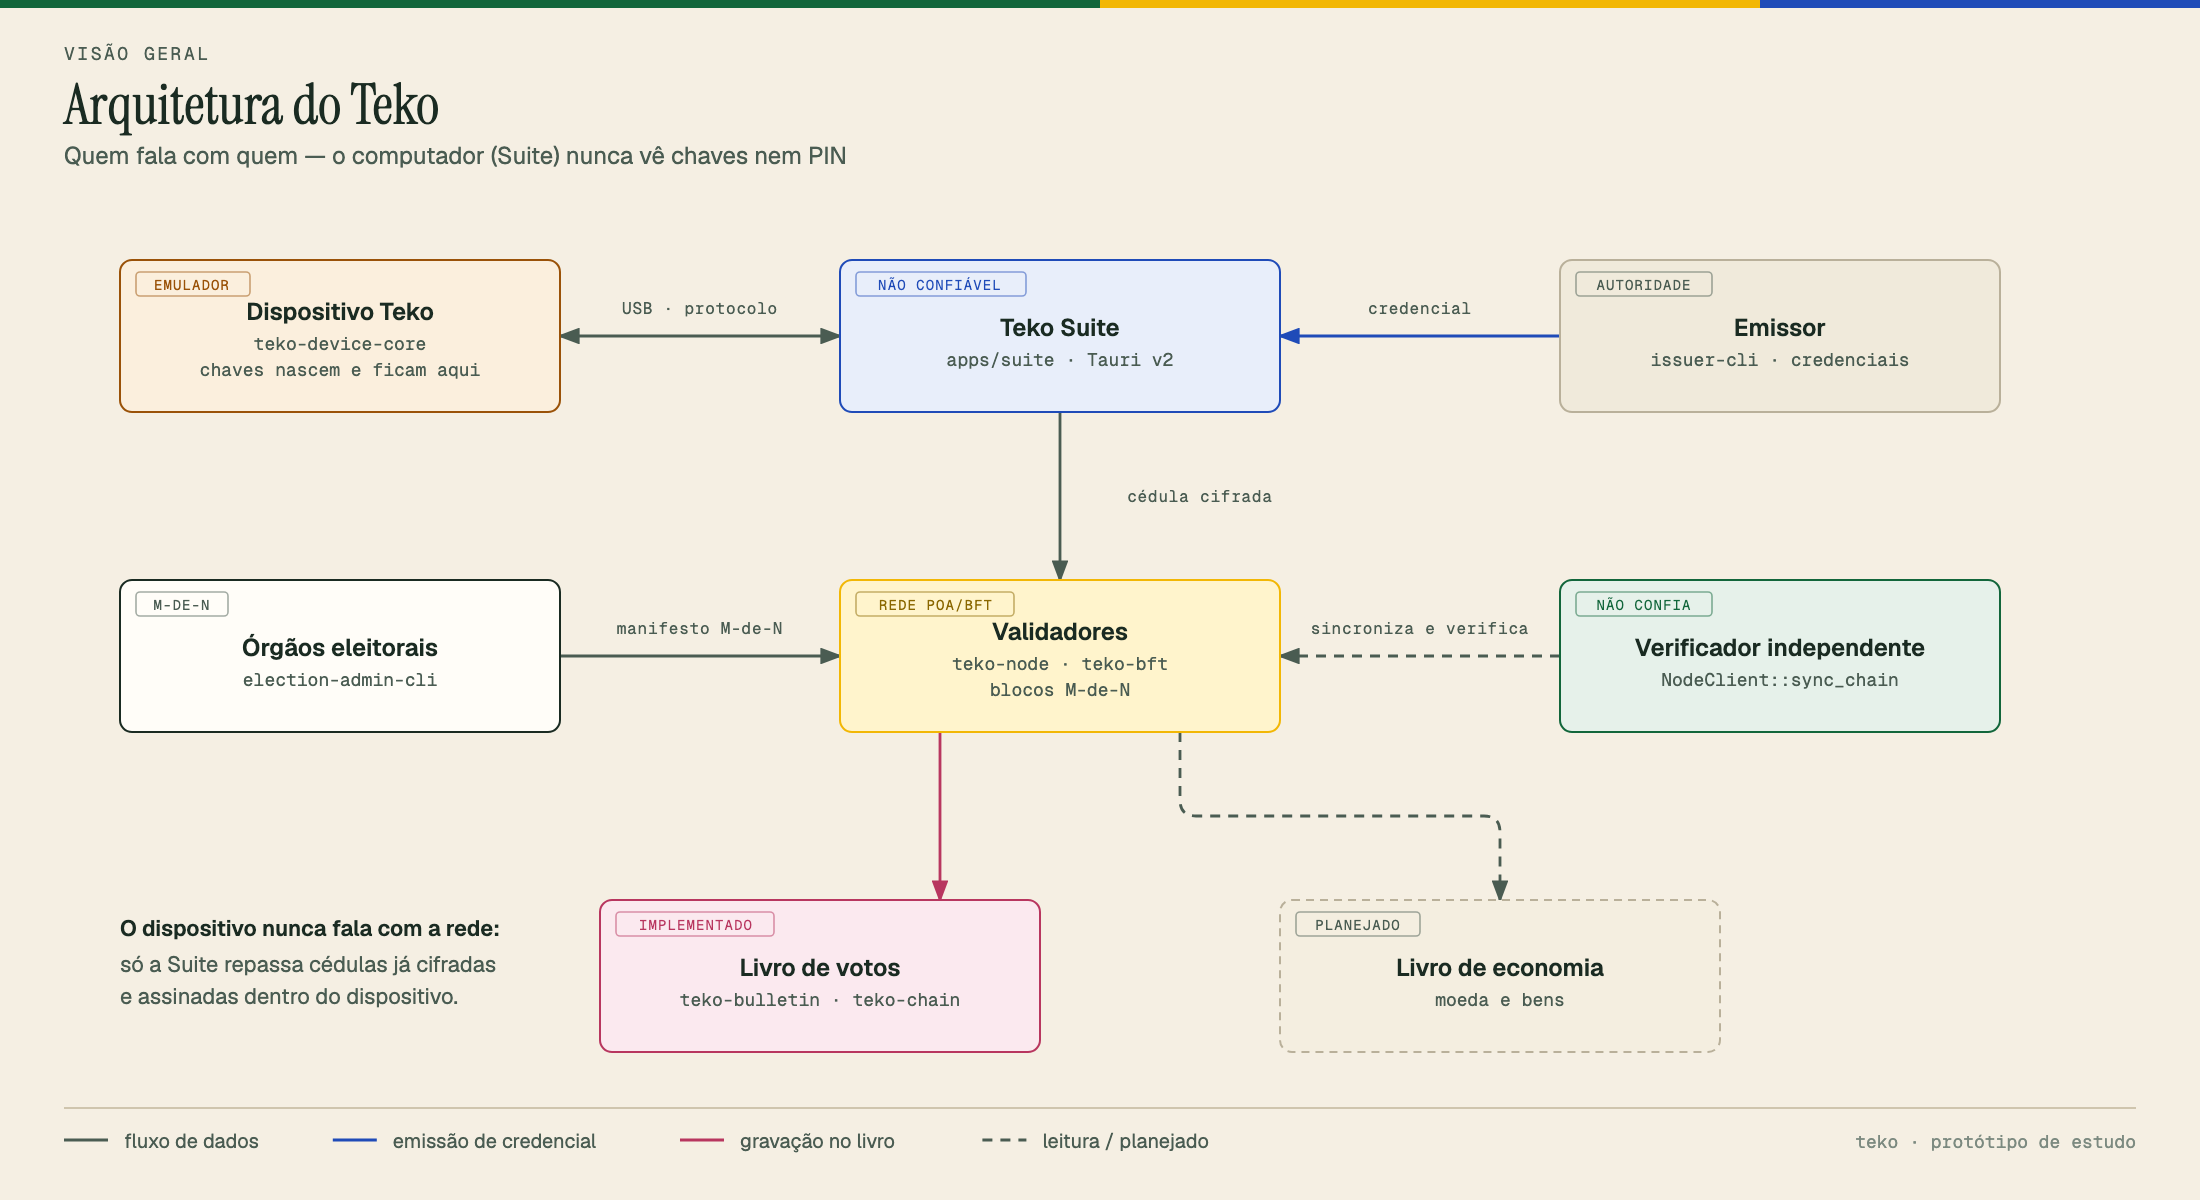 VISÃO GERAL
Arquitetura do Teko
Quem fala com quem — o computador (Suite) nunca vê chaves nem PIN
EMULADOR
Dispositivo Teko
teko-device-core
chaves nascem e ficam aqui
USB · protocolo
NÃO CONFIÁVEL
Teko Suite
apps/suite · Tauri v2
credencial
AUTORIDADE
Emissor
issuer-cli · credenciais
cédula cifrada
M-DE-N
Órgãos eleitorais
election-admin-cli
manifesto M-de-N
REDE POA/BFT
Validadores
teko-node · teko-bft
blocos M-de-N
sincroniza e verifica
NÃO CONFIA
Verificador independente
NodeClient::sync_chain
O dispositivo nunca fala com a rede:
só a Suite repassa cédulas já cifradas
e assinadas dentro do dispositivo.
IMPLEMENTADO
Livro de votos
teko-bulletin · teko-chain
PLANEJADO
Livro de economia
moeda e bens
fluxo de dados
emissão de credencial
gravação no livro
leitura / planejado
teko · protótipo de estudo